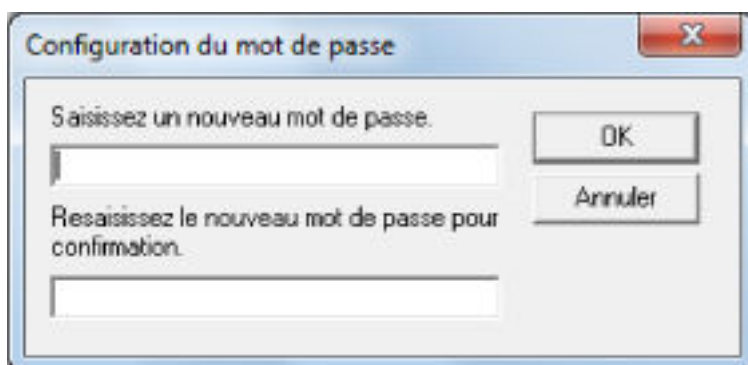 Configuration du mot de passe
Saisissez un nouveau mot de passe.
OK
Annuler
Resaisissez le nouveau mot de passe pour
confirmation.